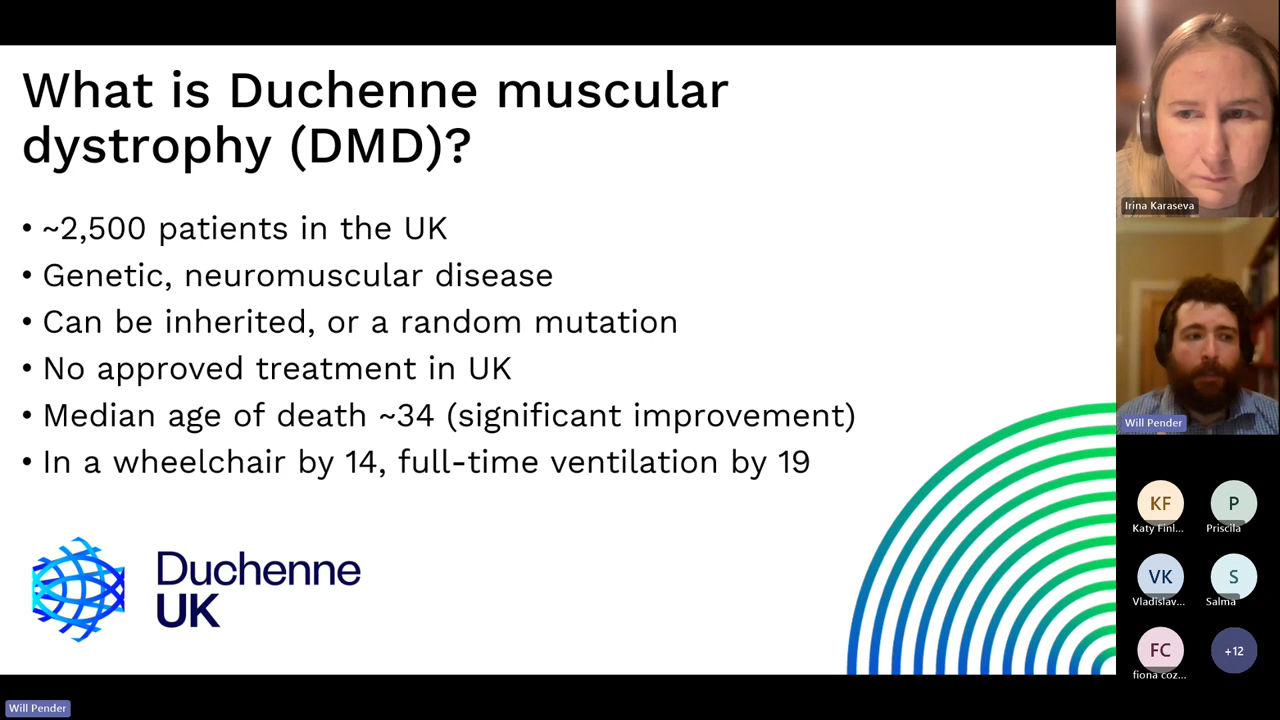 What is Duchenne muscular
dystrophy (DMD)?
• ~2,500 patients in the UK
• Genetic, neuromuscular disease
• Can be inherited, or a random mutation
• No approved treatment in UK
• Median age of death ~34 (significant improvement)
• In a wheelchair by 14, full-time ventilation by 19
Duchenne
UK
Will Pender
Irina Karaseva
Will Pender
KF
Katy Finl...
P
Priscila
VK
Vladislav...
S
Salma
FC
fiona coz...
+12